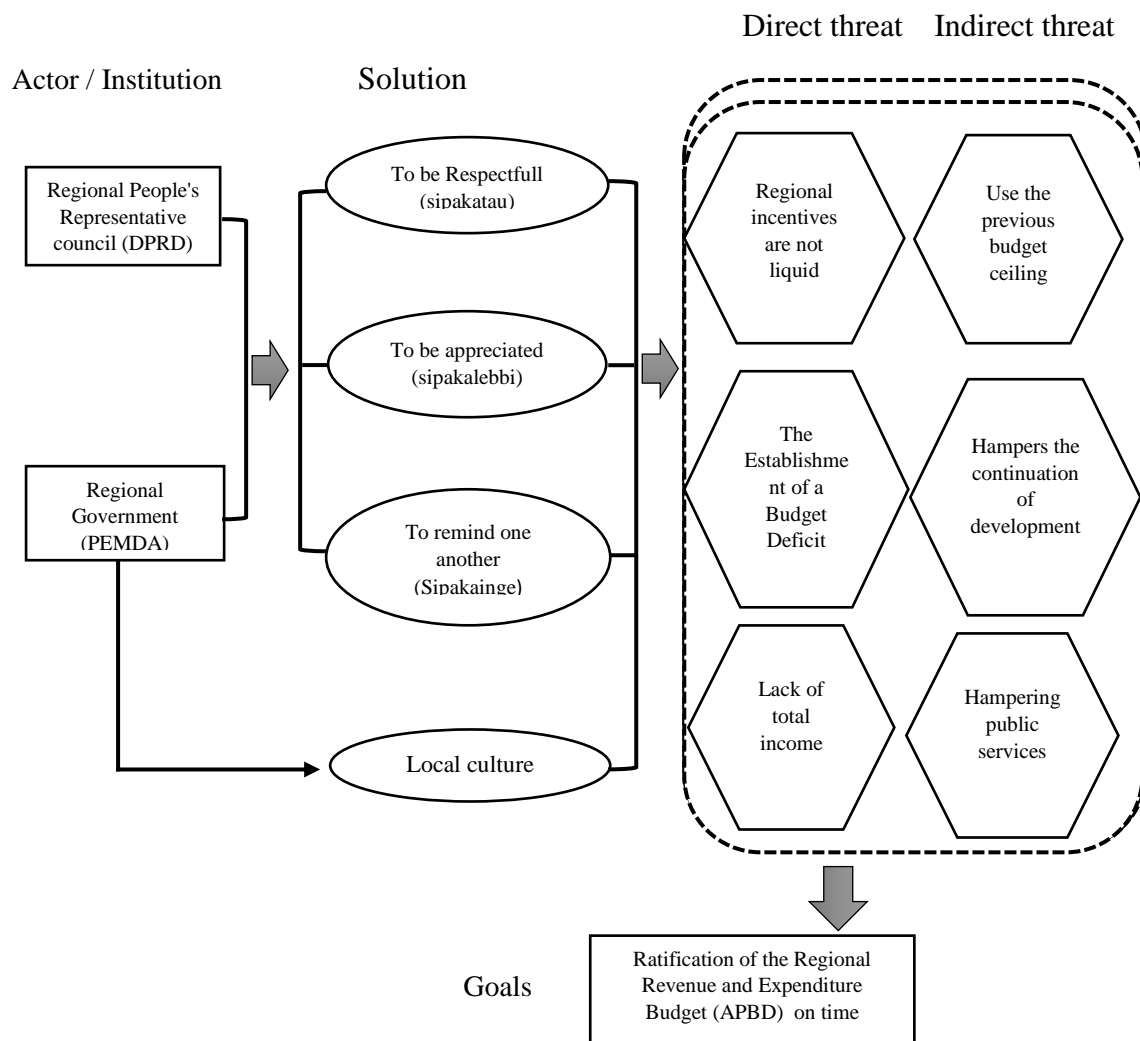 Direct threat
Indirect threat
Actor / Institution
Solution
Regional People's
Representative
council (DPRD)
Regional
Government
(PEMDA)
To be Respectfull
(sipakatau)
To be appreciated
(sipakalebbi)
To remind one
another
(Sipakainge)
Local culture
Regional
incentives
are not
liquid
Use the
previous
budget
ceiling
The
Establishme
nt of a
Budget
Deficit
Hampers the
continuation
of
development
Lack of
total
income
Hampering
public
services
Goals
Ratification of the Regional
Revenue and Expenditure
Budget (APBD) on time